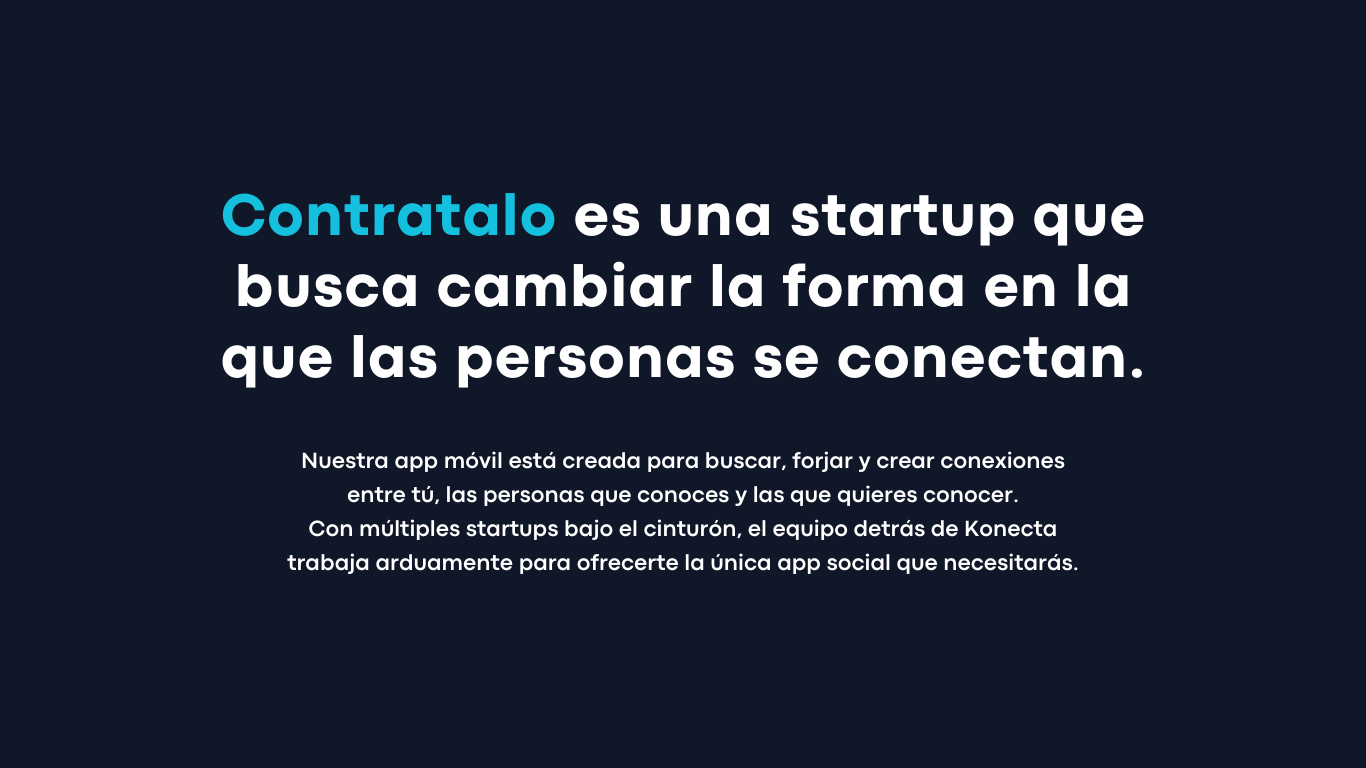 Contratalo es una startup que
busca cambiar la forma en la
que las personas se conectan.
Nuestra app móvil está creada para buscar, forjar y crear conexiones
entre tú, las personas que conoces y las que quieres conocer.
Con múltiples startups bajo el cinturón, el equipo detrás de Konecta
trabaja arduamente para ofrecerte la única app social que necesitarás.